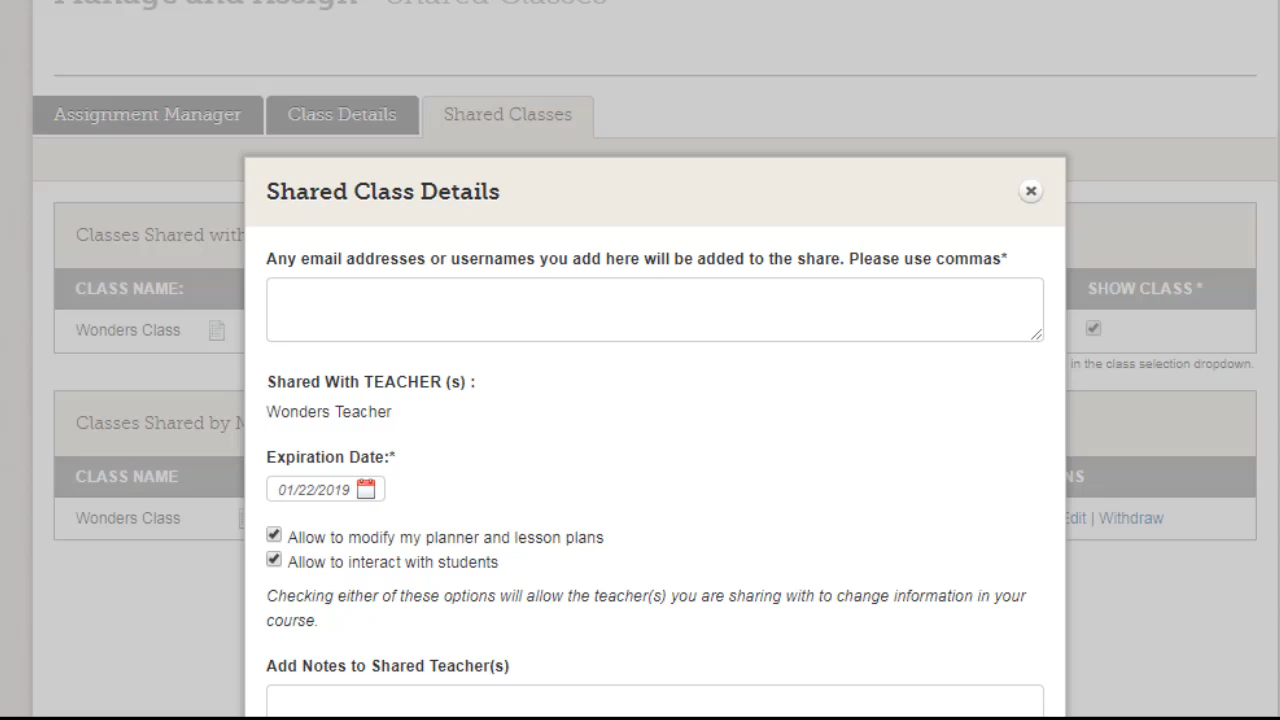 Manage and Assign Shared Classes
Assignment Manager Class Details Shared Classes
Shared Class Details
Classes Shared with
Any email addresses or usernames you add here will be added to the share. Please use commas*
CLASS NAME: SHOW CLASS *
Wonders Class
in the class selection dropdown.
Shared With TEACHER (s) :
Wonders Teacher
Classes Shared by M
Expiration Date:*
CLASS NAME NS
01/22/2019
Wonders Class Edit | Withdraw
Allow to modify my planner and lesson plans
Allow to interact with students
Checking either of these options will allow the teacher(s) you are sharing with to change information in your
course.
Add Notes to Shared Teacher(s)